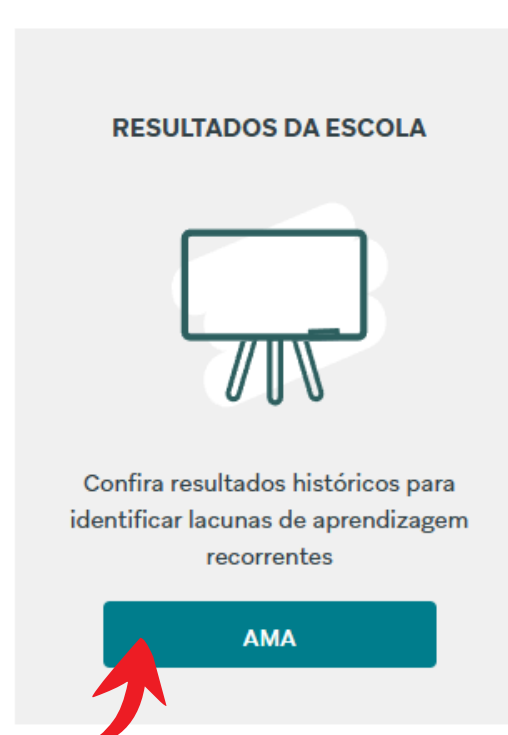 RESULTADOS DA ESCOLA
Confira resultados históricos para
identificar lacunas de aprendizagem
recorrentes
AMA